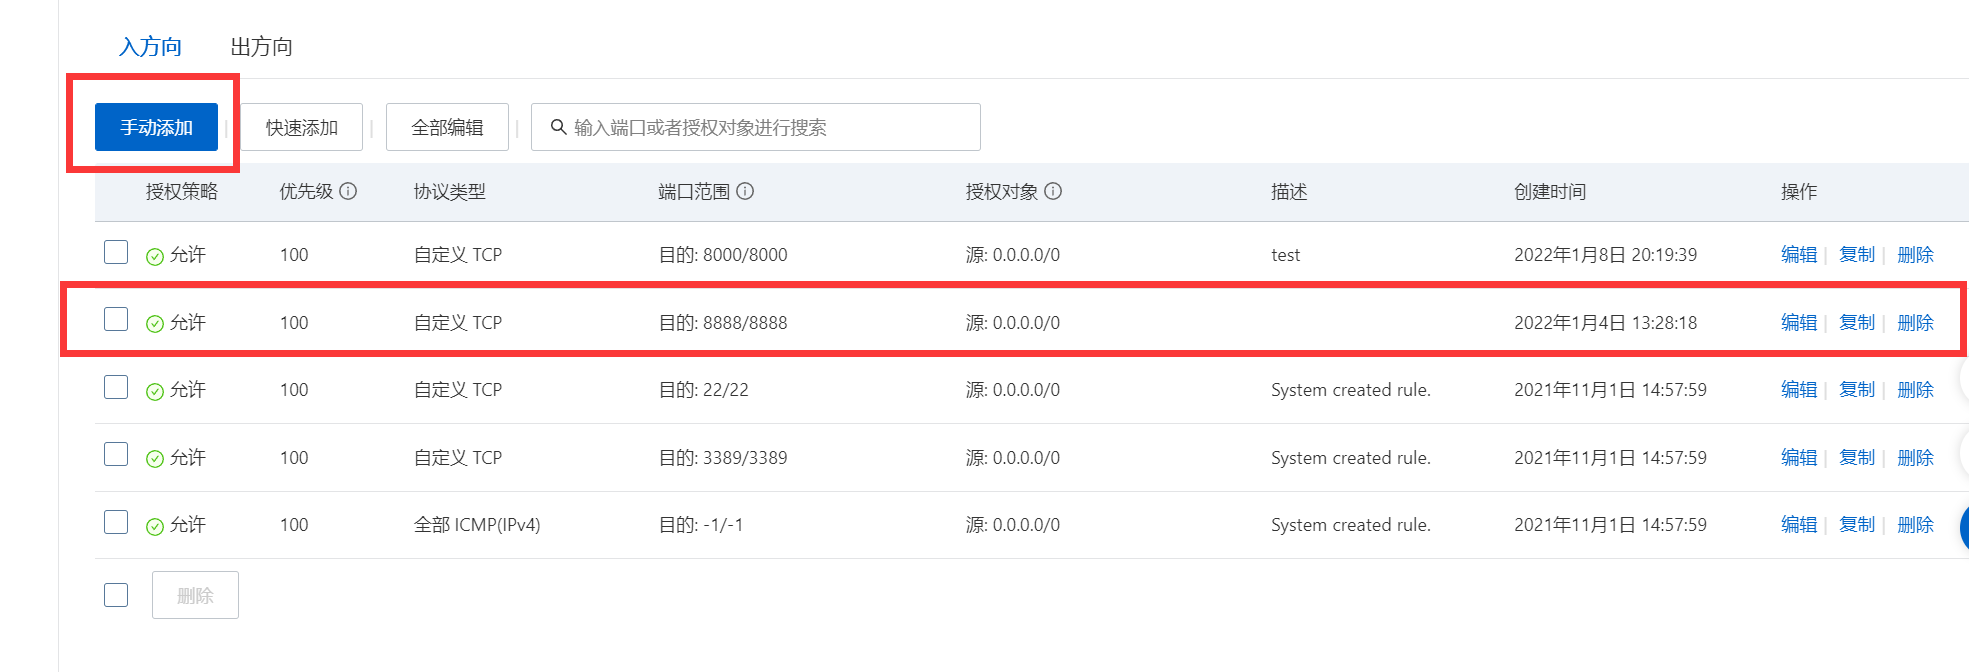 入方向 出方向
手动添加 快速添加 全部编辑 输入端口或者授权对象进行搜索
授权策略 优先级 协议类型 端口范围 授权对象 描述 创建时间 操作
允许 100 自定义 TCP 目的: 8000/8000 源: 0.0.0.0/0 test 2022年1月8日 20:19:39 编辑 | 复制 | 删除
允许 100 自定义 TCP 目的: 8888/8888 源: 0.0.0.0/0 2022年1月4日 13:28:18 编辑 | 复制 | 删除
允许 100 自定义 TCP 目的: 22/22 源: 0.0.0.0/0 System created rule. 2021年11月1日 14:57:59 编辑 | 复制 | 删除
允许 100 自定义 TCP 目的: 3389/3389 源: 0.0.0.0/0 System created rule. 2021年11月1日 14:57:59 编辑 | 复制 | 删除
允许 100 全部 ICMP(IPv4) 目的: -1/-1 源: 0.0.0.0/0 System created rule. 2021年11月1日 14:57:59 编辑 | 复制 | 删除
删除